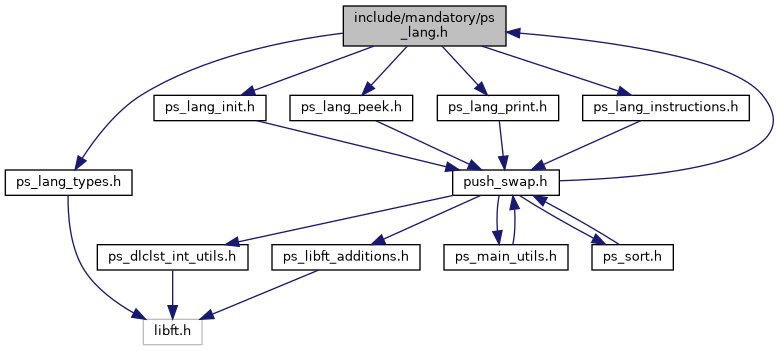 include/mandatory/ps
_lang.h
ps_lang_init.h
ps_lang_peek.h
ps_lang_print.h
ps_lang_instructions.h
ps_lang_types.h
push_swap.h
ps_dlclst_int_utils.h
ps_libft_additions.h
ps_main_utils.h
ps_sort.h
libft.h